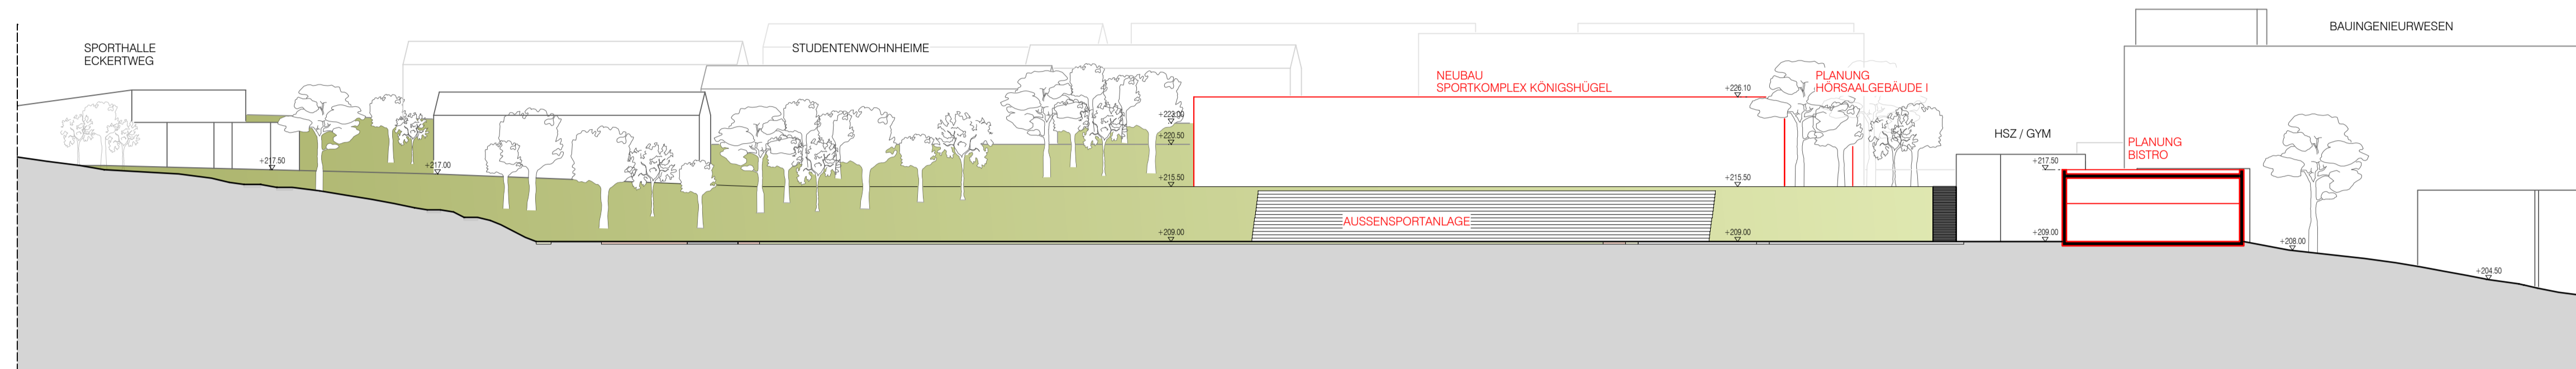 SPORTHALLE
ECKERTWEG
+217.50
+217.00
STUDENTENWOHNHEIME
+223.00
+220.50
+215.50
+209.00
NEUBAU
SPORTKOMPLEX KÖNIGSHÜGEL
AUSSENSPORTANLAGE
+226.10
+215.50
+209.00
PLANUNG
HÖRSAALGEBÄUDE I
HSZ / GYM
+217.50
+209.00
PLANUNG
BISTRO
BAUINGENIEURWESEN
+208.00
+204.50